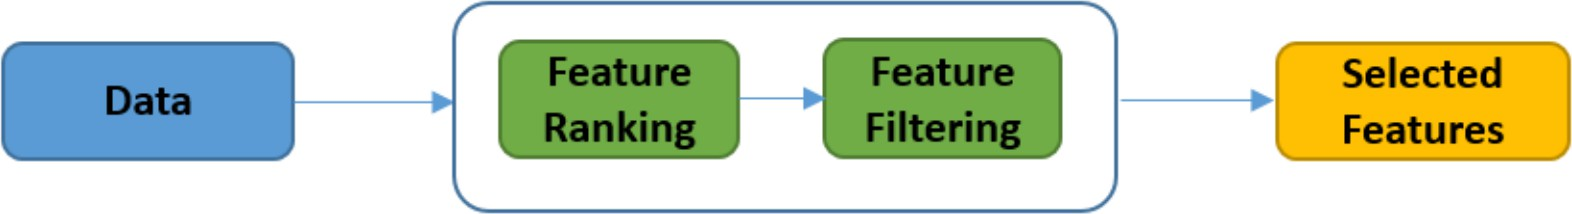 Data
Feature
Ranking
Feature
Filtering
Selected
Features